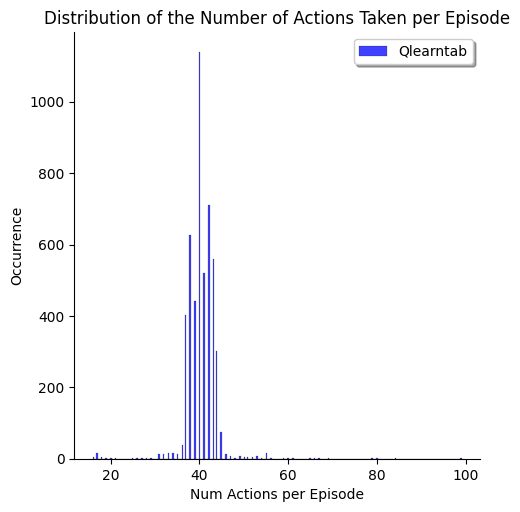 Distribution of the Number of Actions Taken per Episode
Qlearntab
1000
800
600
400
200
0
Occurrence
20 40 60 80 100
Num Actions per Episode